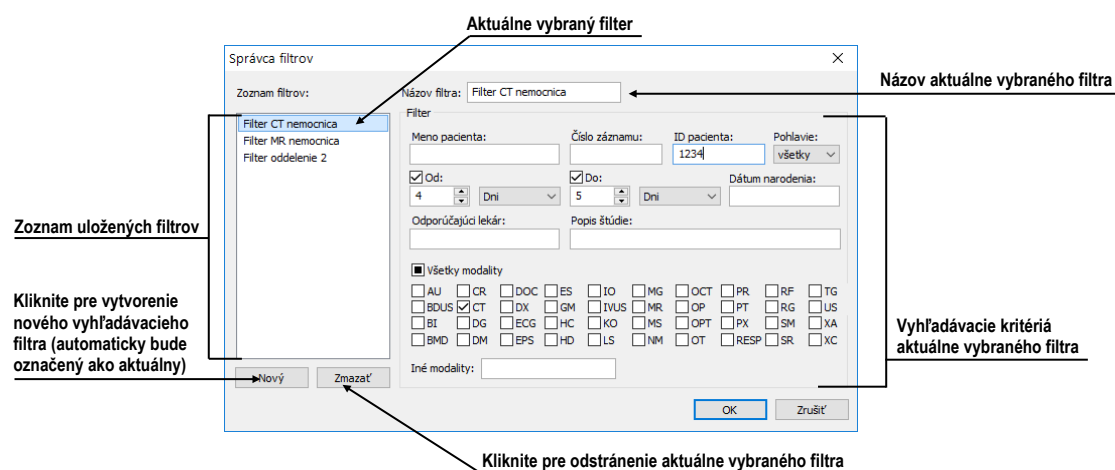 Aktuálne vybraný filter
Správca filtrov
Názov aktuálne vybraného filtra
Zoznam filtrov:
Názov filtra: Filter CT nemocnica
Filter CT nemocnica
Filter MR nemocnica
Filter oddelenie 2
Filter
Meno pacienta: Číslo záznamu: ID pacienta: Pohlavie:
1234 všetky
Od: Do: Dátum narodenia:
4 Dni 5 Dni
Odporúčajúci lekár: Popis štúdie:
Všetky modality
AU CR DOC ES IO MG OCT PR RF TG
BDUS CT DX GM IVUS MR OP PT RG US
BI DG ECG HC KO MS OPT PX SM XA
BMD DM EPS HD LS NM OT RESP SR XC
Iné modality:
Zoznam uložených filtrov
Kliknite pre vytvorenie
nového vyhľadávacieho
filtra (automaticky bude
označený ako aktuálny)
Vyhľadávacie kritériá
aktuálne vybraného filtra
Nový Zmazať
OK Zrušiť
Kliknite pre odstránenie aktuálne vybraného filtra